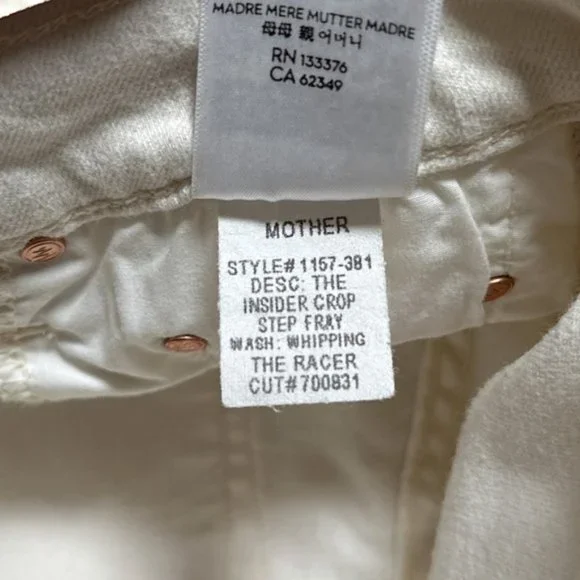 MADRE MERE MUTTER MADRE
母母 親 어머니
RN 133376
CA 62349
MOTHER
STYLE# 1157-381
DESC: THE
INSIDER CROP
STEP FRAY
WASH: WHIPPING
THE RACER
CUT# 700831